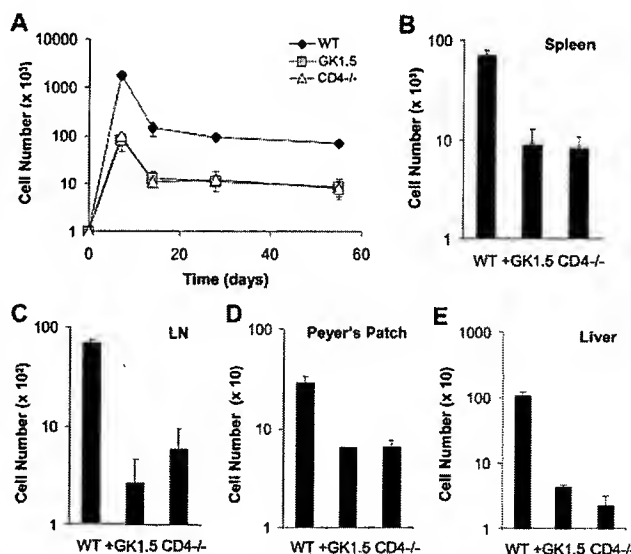 A
Cell Number (x 10³)
10000
1000
100
10
1
0
20
40
60
Time (days)
WT
GK1.5
CD4-/-
B
Spleen
Cell Number (x 10³)
100
10
1
WT +GK1.5 CD4-/-
C
LN
Cell Number (x 10²)
100
10
1
WT +GK1.5 CD4-/-
D
Peyer's Patch
Cell Number (x 10)
100
10
1
WT +GK1.5 CD4-/-
E
Liver
Cell Number (x 10)
1000
100
10
1
WT +GK1.5 CD4-/-